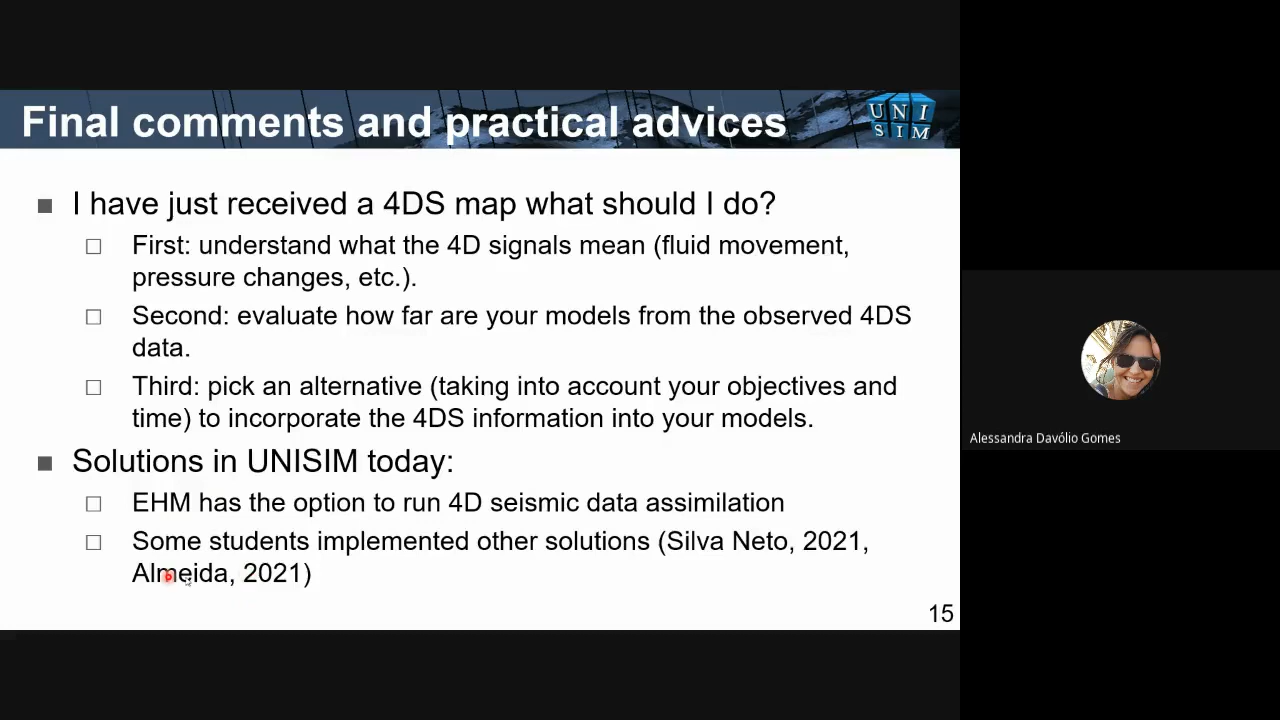 Final comments and practical advices
UNI
SIM
I have just received a 4DS map what should I do?
First: understand what the 4D signals mean (fluid movement,
pressure changes, etc.).
Second: evaluate how far are your models from the observed 4DS
data.
Third: pick an alternative (taking into account your objectives and
time) to incorporate the 4DS information into your models.
Solutions in UNISIM today:
EHM has the option to run 4D seismic data assimilation
Some students implemented other solutions (Silva Neto, 2021,
Almeida, 2021)
15
Alessandra Davólio Gomes